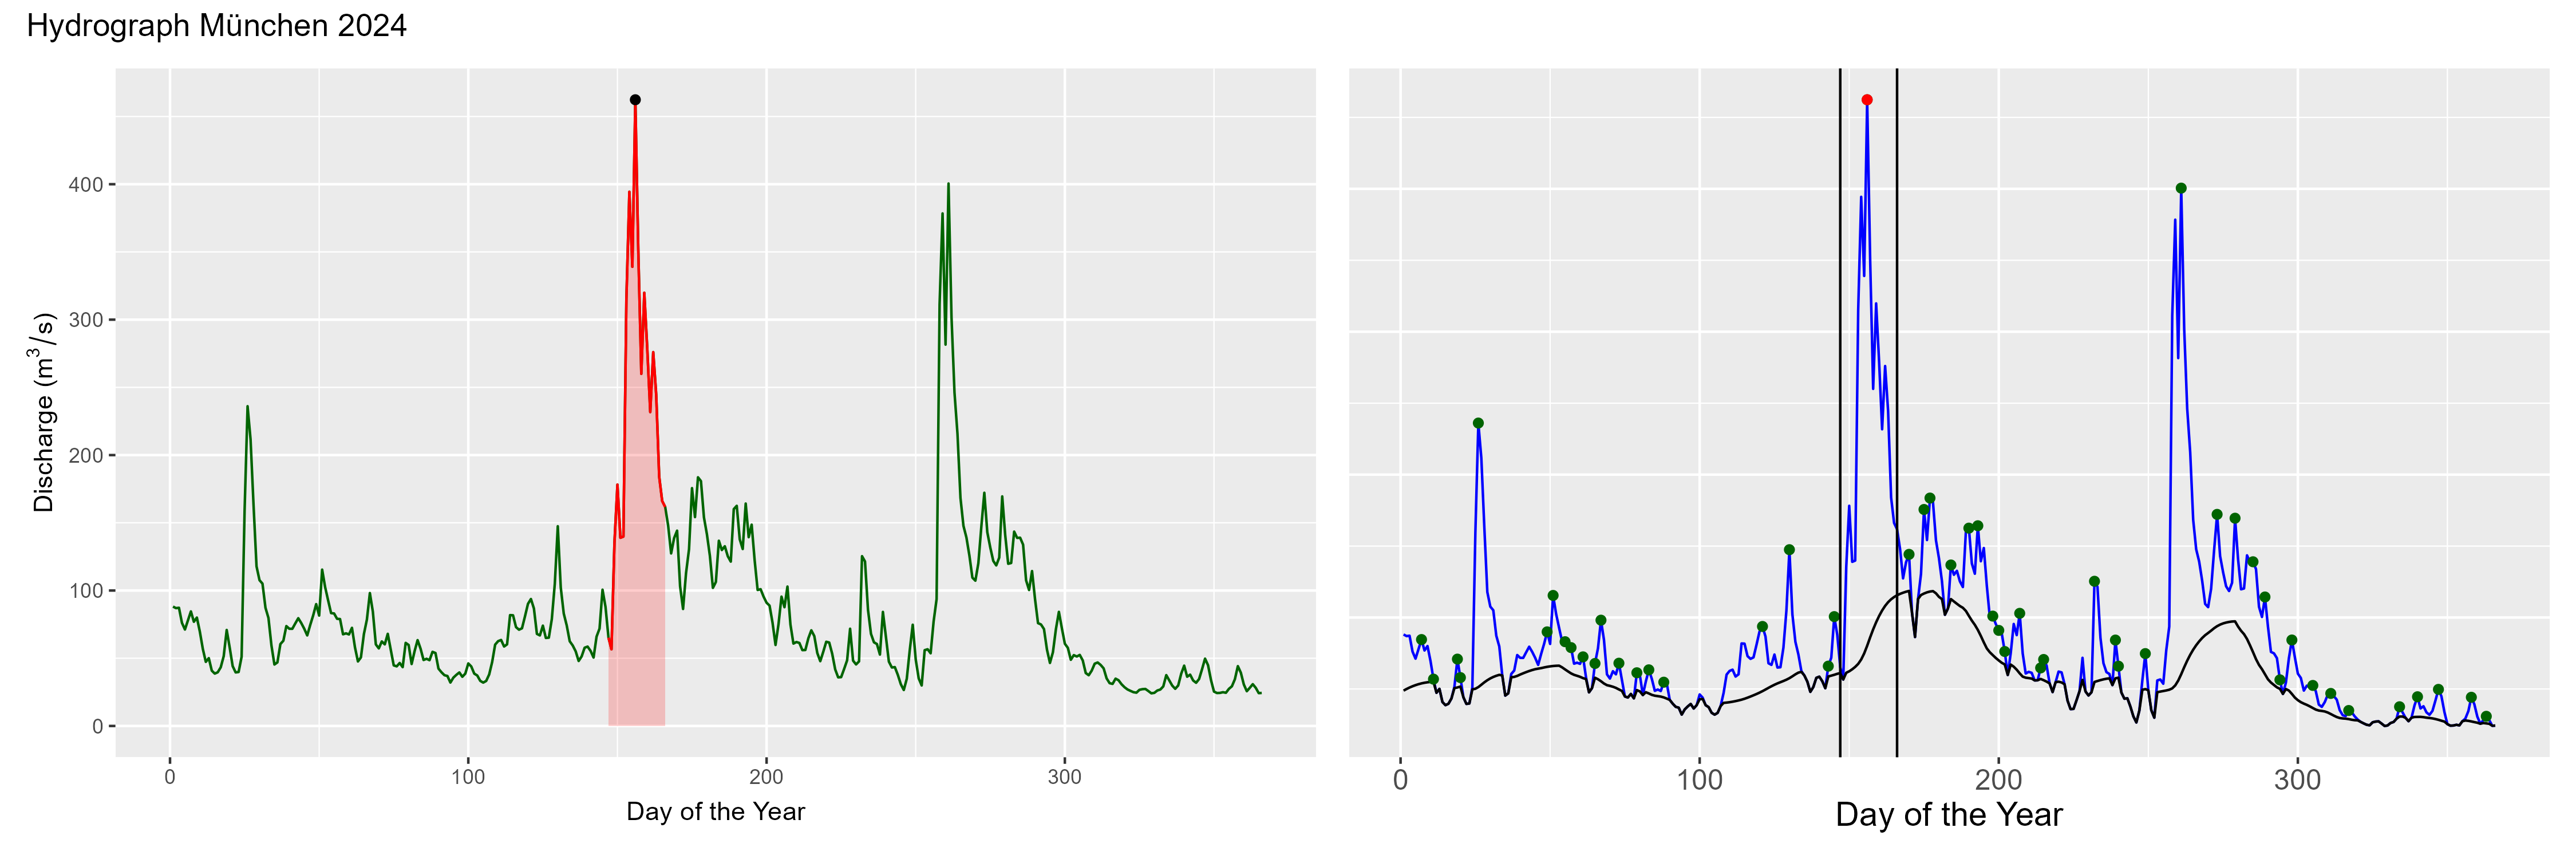 Hydrograph München 2024
Discharge (m³/s)
400
300
200
100
0
0 100 200 300
Day of the Year
0 100 200 300
Day of the Year